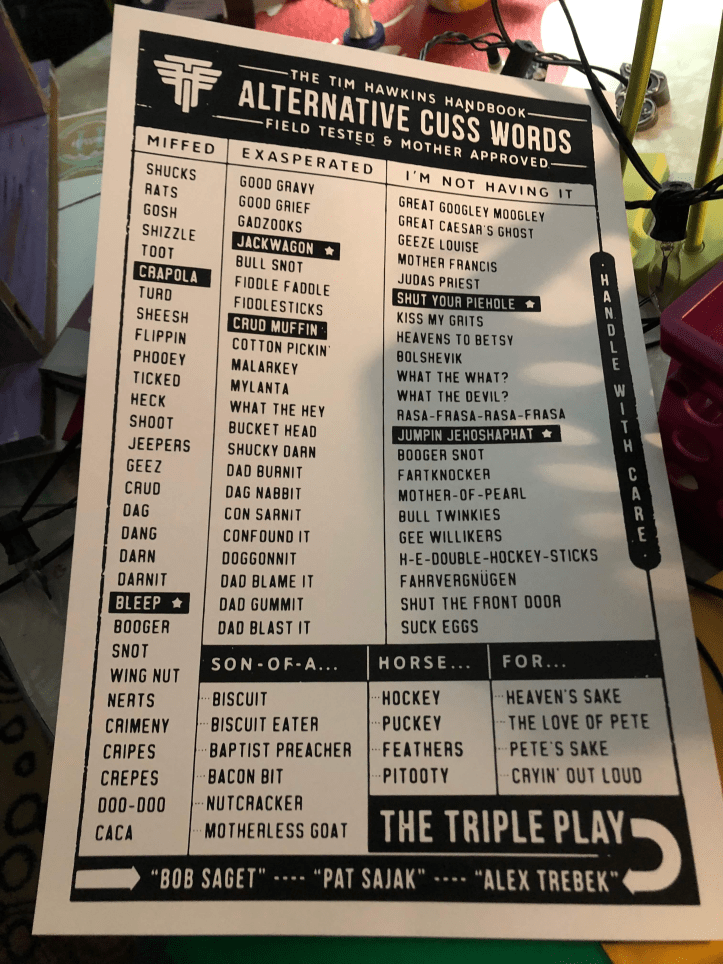 THE TIM HAWKINS HANDBOOK
ALTERNATIVE CUSS WORDS
FIELD TESTED & MOTHER APPROVED
MIFFED
SHUCKS
RATS
GOSH
SHIZZLE
TOOT
CRAPOLA
TURD
SHEESH
FLIPPIN
PHOOEY
TICKED
HECK
SHOOT
JEEPERS
GEEZ
CRUD
DAG
DANG
DARN
DARNIT
BLEEP ★
BOOGER
SNOT
WING NUT
NERTS
CRIMENY
CRIPES
CREPES
DOO-DOO
CACA
EXASPERATED
GOOD GRAVY
GOOD GRIEF
GADZOOKS
JACKWAGON ★
BULL SNOT
FIDDLE FADDLE
FIDDLESTICKS
CRUD MUFFIN
COTTON PICKIN'
MALARKEY
MYLANTA
WHAT THE HEY
BUCKET HEAD
SHUCKY DARN
DAD BURNIT
DAG NABBIT
CON SARNIT
CONFOUND IT
DOGGONNIT
DAD BLAME IT
DAD GUMMIT
DAD BLAST IT
I'M NOT HAVING IT
GREAT GOOGLEY MOOGLEY
GREAT CAESAR'S GHOST
GEEZE LOUISE
MOTHER FRANCIS
JUDAS PRIEST
SHUT YOUR PIEHOLE ★
KISS MY GRITS
HEAVENS TO BETSY
BOLSHEVIK
WHAT THE WHAT?
WHAT THE DEVIL?
RASA-FRASA-RASA-FRASA
JUMPIN JEHOSHAPHAT ★
BOOGER SNOT
FARTKNOCKER
MOTHER-OF-PEARL
BULL TWINKIES
GEE WILLIKERS
H-E-DOUBLE-HOCKEY-STICKS
FAHRVERGNÜGEN
SHUT THE FRONT DOOR
SUCK EGGS
HANDLE WITH CARE
SON-OF-A...
BISCUIT
BISCUIT EATER
BAPTIST PREACHER
BACON BIT
NUTCRACKER
MOTHERLESS GOAT
HORSE...
HOCKEY
PUCKEY
FEATHERS
PITOOTY
FOR...
HEAVEN'S SAKE
THE LOVE OF PETE
PETE'S SAKE
CRYIN' OUT LOUD
THE TRIPLE PLAY
"BOB SAGET" ---- "PAT SAJAK" ---- "ALEX TREBEK"